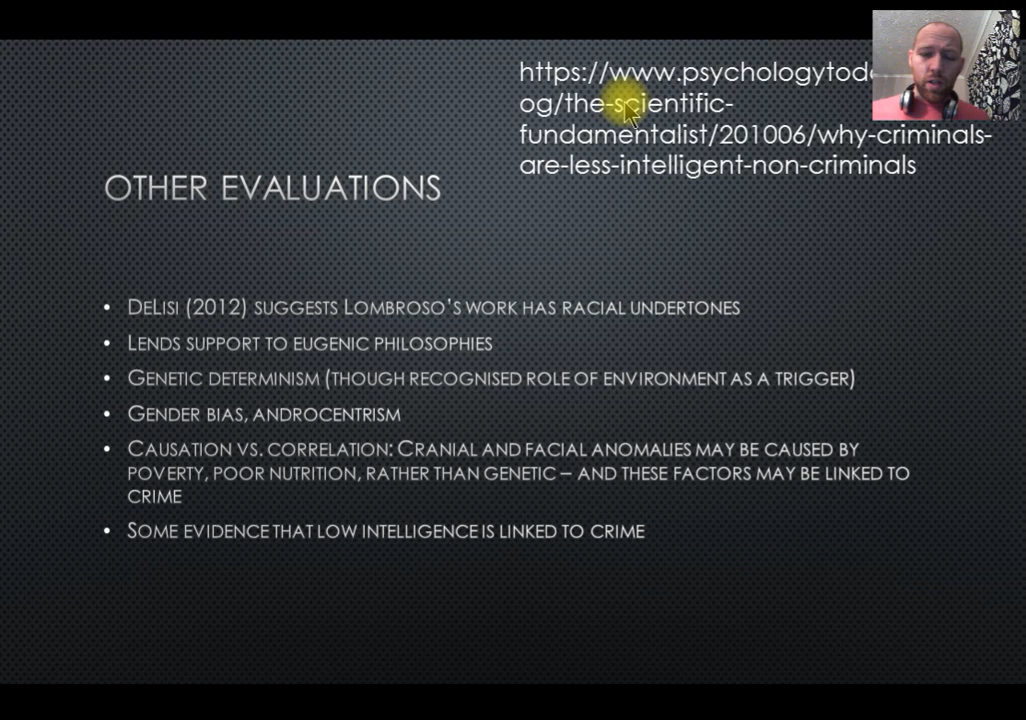 https://www.psychologytod
og/the-scientific-
fundamentalist/201006/why-criminals-
are-less-intelligent-non-criminals
OTHER EVALUATIONS
• DELISI (2012) SUGGESTS LOMBROSO'S WORK HAS RACIAL UNDERTONES
• LENDS SUPPORT TO EUGENIC PHILOSOPHIES
• GENETIC DETERMINISM (THOUGH RECOGNISED ROLE OF ENVIRONMENT AS A TRIGGER)
• GENDER BIAS, ANDROCENTRISM
• CAUSATION VS. CORRELATION: CRANIAL AND FACIAL ANOMALIES MAY BE CAUSED BY
POVERTY, POOR NUTRITION, RATHER THAN GENETIC – AND THESE FACTORS MAY BE LINKED TO
CRIME
• SOME EVIDENCE THAT LOW INTELLIGENCE IS LINKED TO CRIME